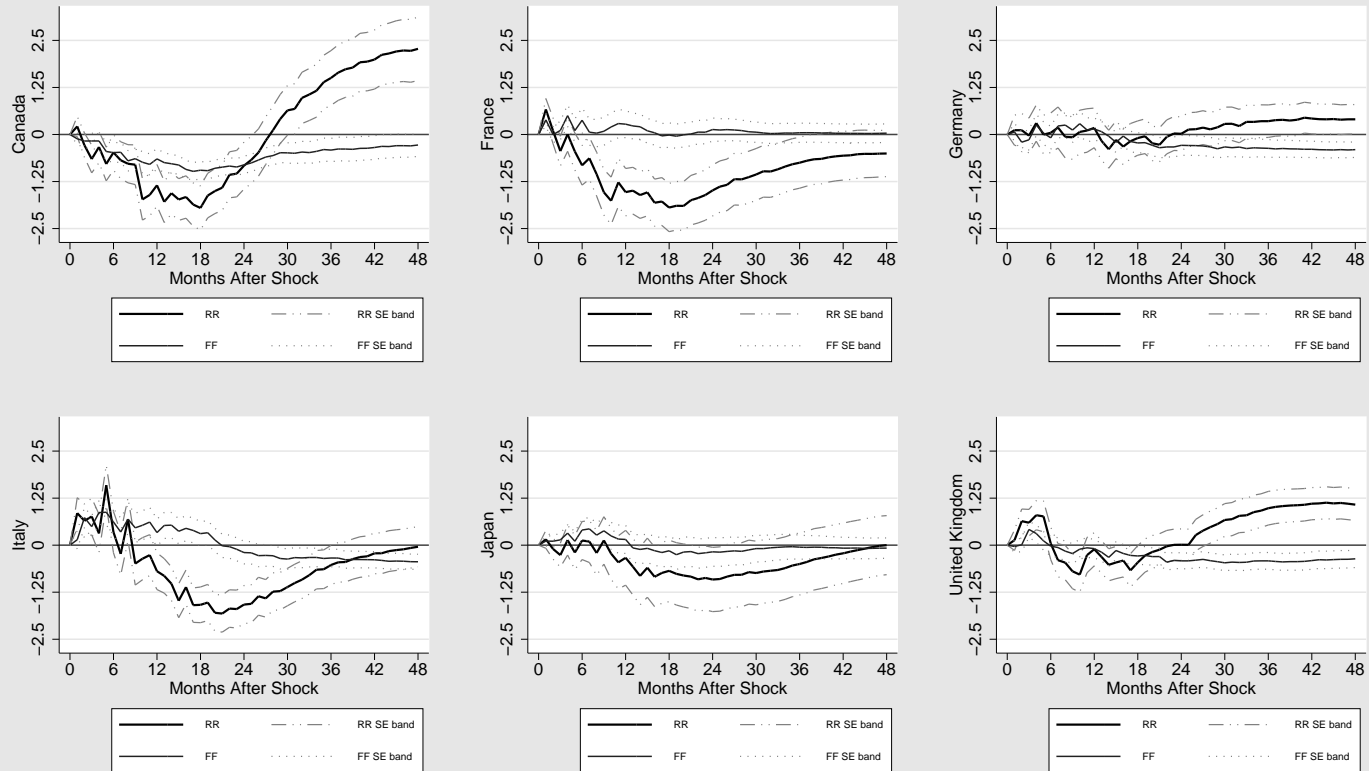 Canada
2.5
1.25
0
−1.25
−2.5
0 6 12 18 24 30 36 42 48
Months After Shock
RR RR SE band
FF FF SE band
France
2.5
1.25
0
−1.25
−2.5
0 6 12 18 24 30 36 42 48
Months After Shock
RR RR SE band
FF FF SE band
Germany
2.5
1.25
0
−1.25
−2.5
0 6 12 18 24 30 36 42 48
Months After Shock
RR RR SE band
FF FF SE band
Italy
2.5
1.25
0
−1.25
−2.5
0 6 12 18 24 30 36 42 48
Months After Shock
RR RR SE band
FF FF SE band
Japan
2.5
1.25
0
−1.25
−2.5
0 6 12 18 24 30 36 42 48
Months After Shock
RR RR SE band
FF FF SE band
United Kingdom
2.5
1.25
0
−1.25
−2.5
0 6 12 18 24 30 36 42 48
Months After Shock
RR RR SE band
FF FF SE band